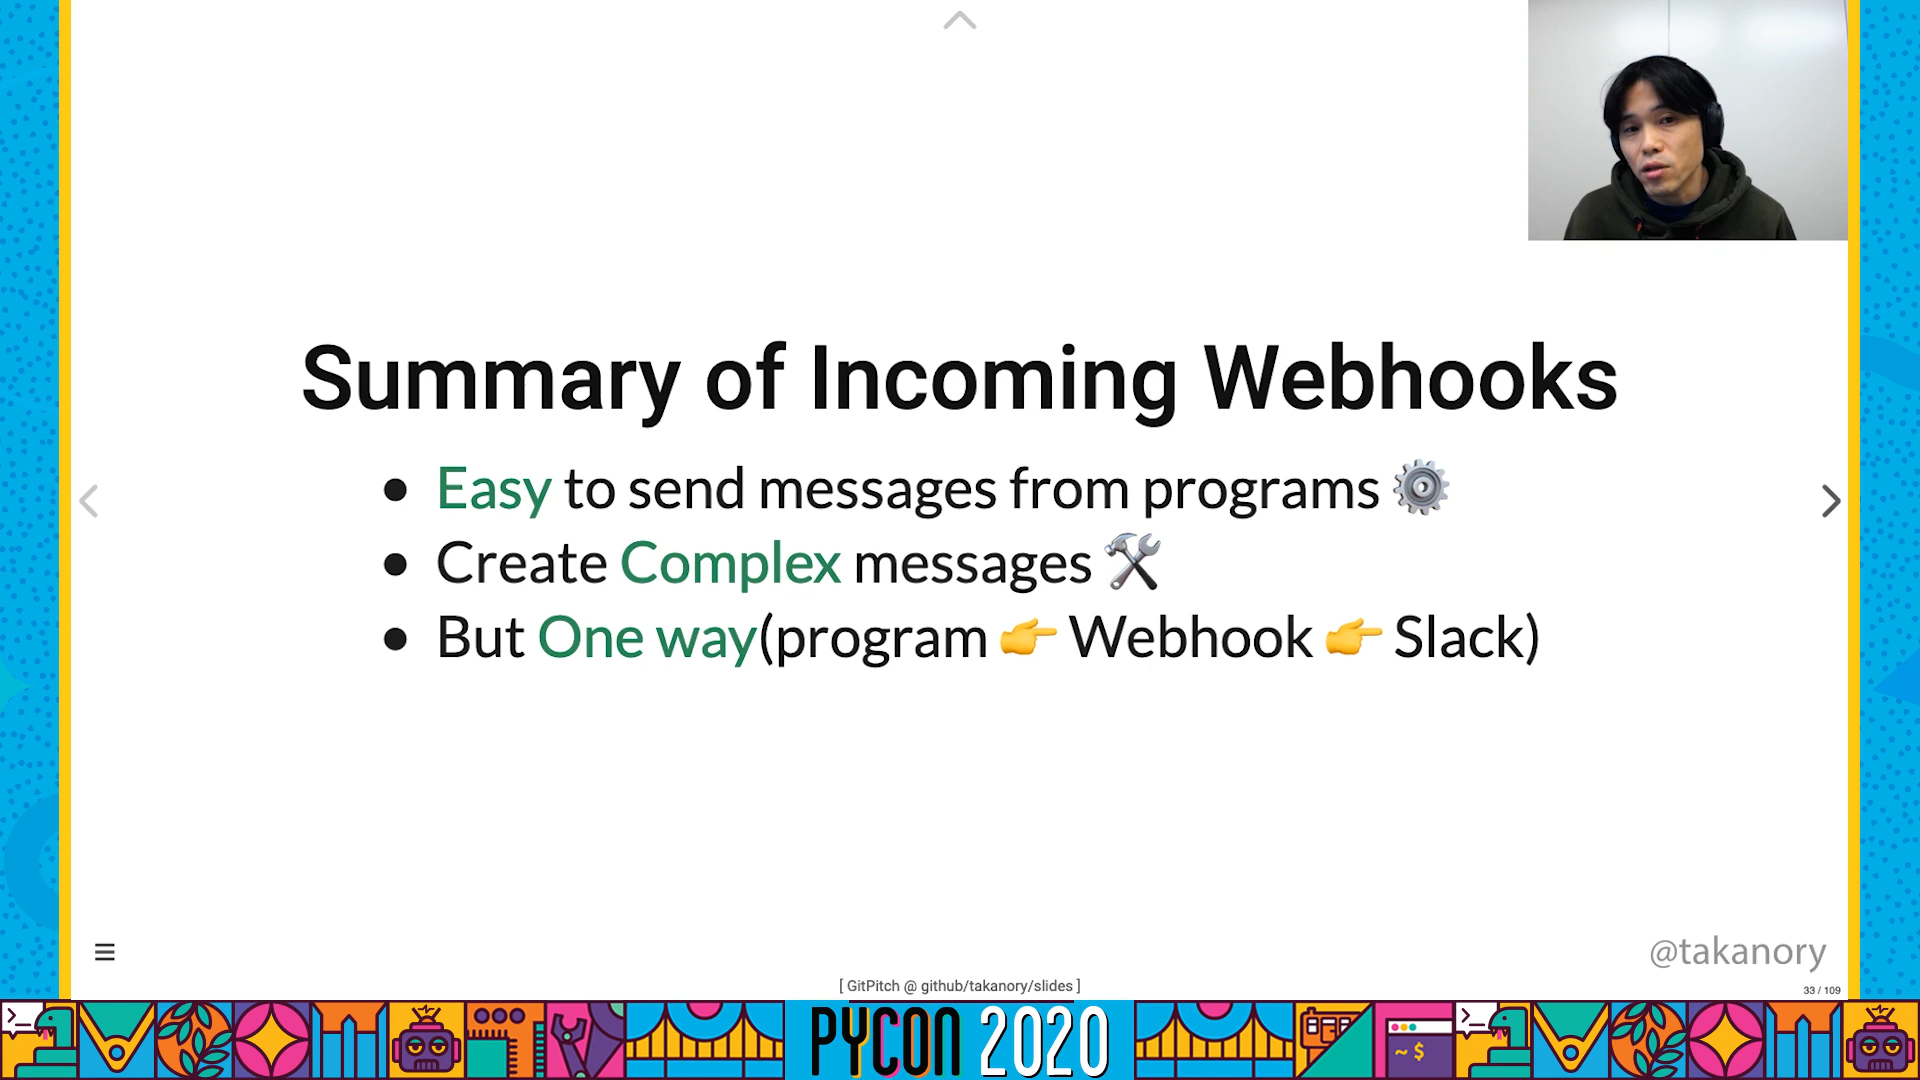 Summary of Incoming Webhooks
• Easy to send messages from programs ⚙️
• Create Complex messages 🛠️
• But One way(program 👉 Webhook 👉 Slack)
@takanory
[ GitPitch @ github/takanory/slides ]
33 / 109
PYCON 2020
~ $